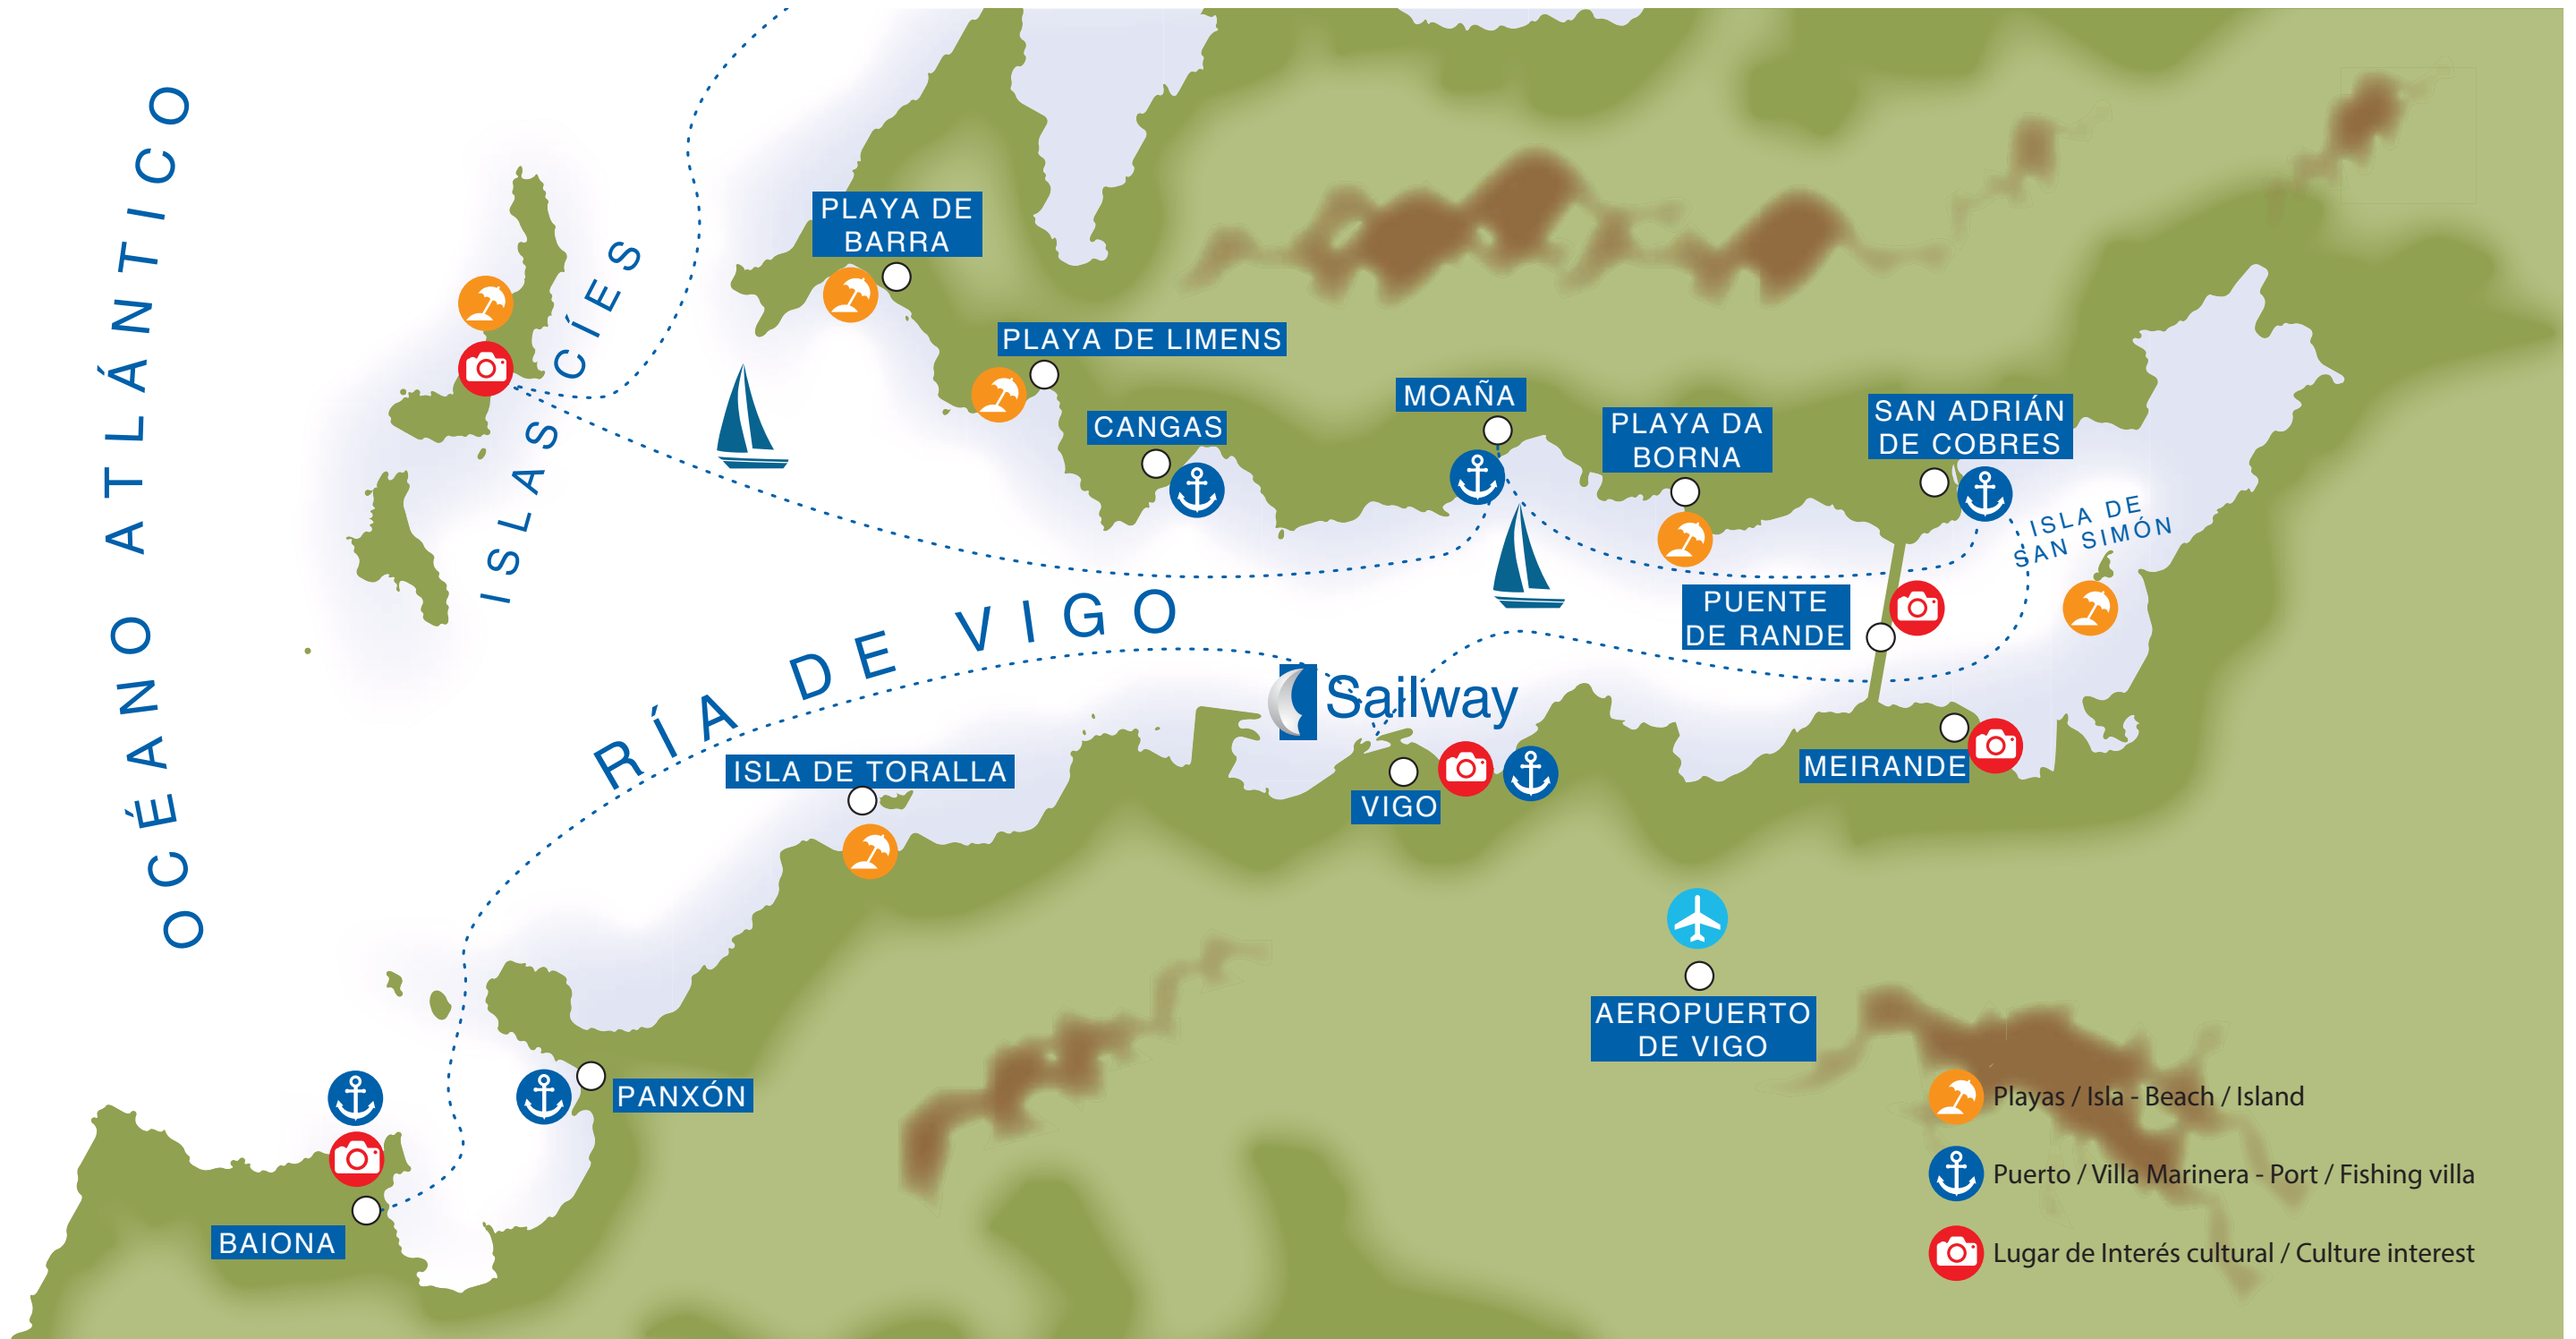 OCÉANO ATLÁNTICO
ISLAS CÍES
PLAYA DE
BARRA
PLAYA DE LIMENS
CANGAS
MOAÑA
PLAYA DA
BORNA
SAN ADRIÁN
DE COBRES
ISLA DE
SAN SIMÓN
PUENTE
DE RANDE
RÍA DE VIGO
Sailway
ISLA DE TORALLA
VIGO
MEIRANDE
AEROPUERTO
DE VIGO
PANXÓN
BAIONA
Playas / Isla - Beach / Island
Puerto / Villa Marinera - Port / Fishing villa
Lugar de Interés cultural / Culture interest